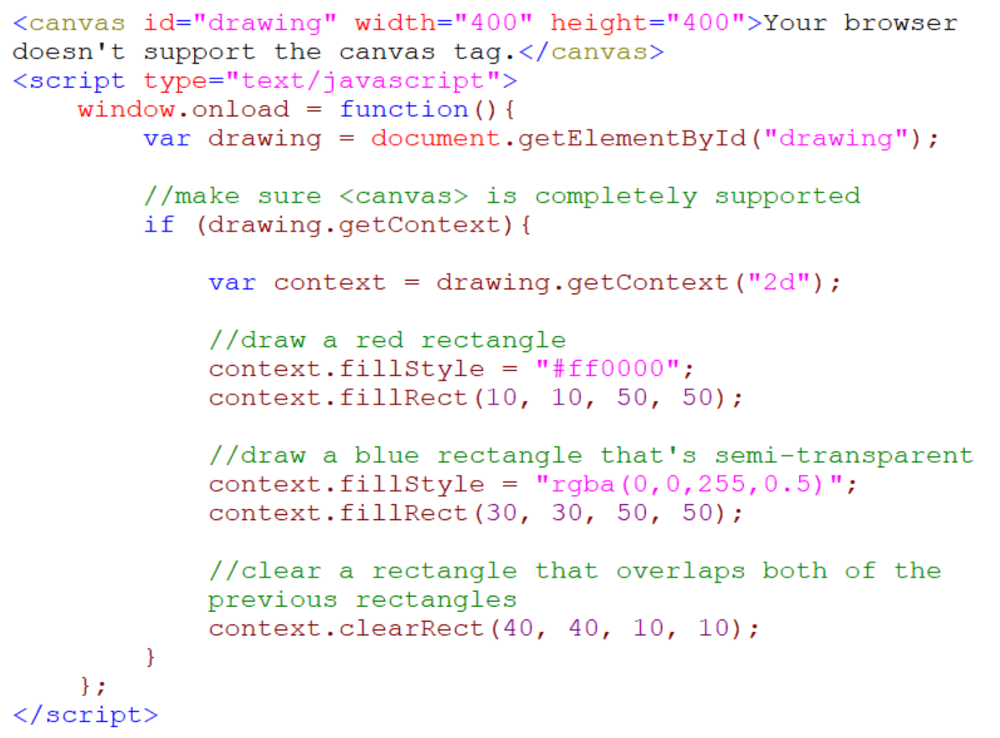 <canvas id="drawing" width="400" height="400">Your browser
doesn't support the canvas tag.</canvas>
<script type="text/javascript">
    window.onload = function(){
        var drawing = document.getElementById("drawing");

        //make sure <canvas> is completely supported
        if (drawing.getContext){

            var context = drawing.getContext("2d");

            //draw a red rectangle
            context.fillStyle = "#ff0000";
            context.fillRect(10, 10, 50, 50);

            //draw a blue rectangle that's semi-transparent
            context.fillStyle = "rgba(0,0,255,0.5)";
            context.fillRect(30, 30, 50, 50);

            //clear a rectangle that overlaps both of the
            previous rectangles
            context.clearRect(40, 40, 10, 10);
        }
    };
</script>